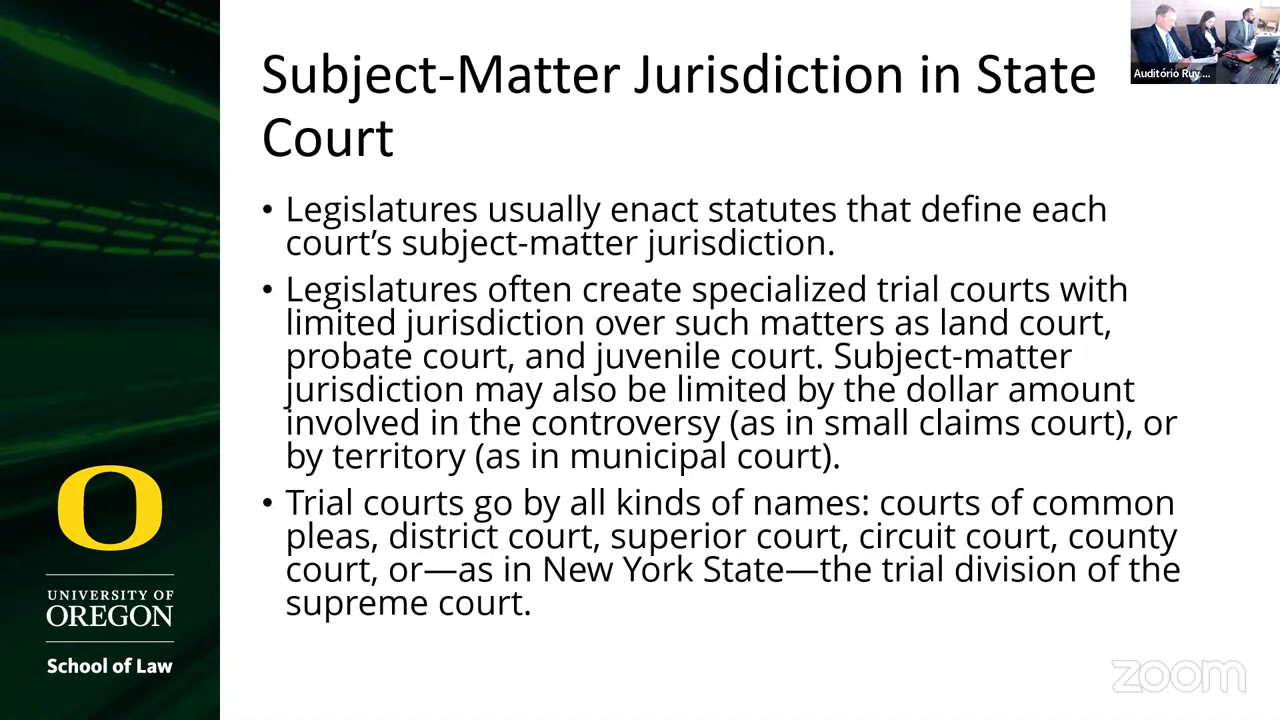 Subject-Matter Jurisdiction in State
Court
• Legislatures usually enact statutes that define each
court’s subject-matter jurisdiction.
• Legislatures often create specialized trial courts with
limited jurisdiction over such matters as land court,
probate court, and juvenile court. Subject-matter
jurisdiction may also be limited by the dollar amount
involved in the controversy (as in small claims court), or
by territory (as in municipal court).
• Trial courts go by all kinds of names: courts of common
pleas, district court, superior court, circuit court, county
court, or—as in New York State—the trial division of the
supreme court.
Auditório Ruy ...
O
UNIVERSITY OF
OREGON
School of Law
zoom